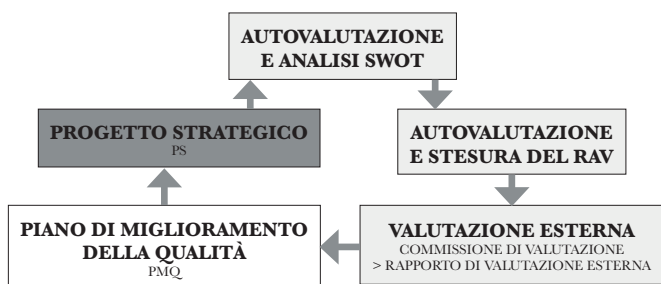 AUTOVALUTAZIONE
E ANALISI SWOT
PROGETTO STRATEGICO
PS
AUTOVALUTAZIONE
E STESURA DEL RAV
PIANO DI MIGLIORAMENTO
DELLA QUALITÀ
PMQ
VALUTAZIONE ESTERNA
COMMISSIONE DI VALUTAZIONE
> RAPPORTO DI VALUTAZIONE ESTERNA